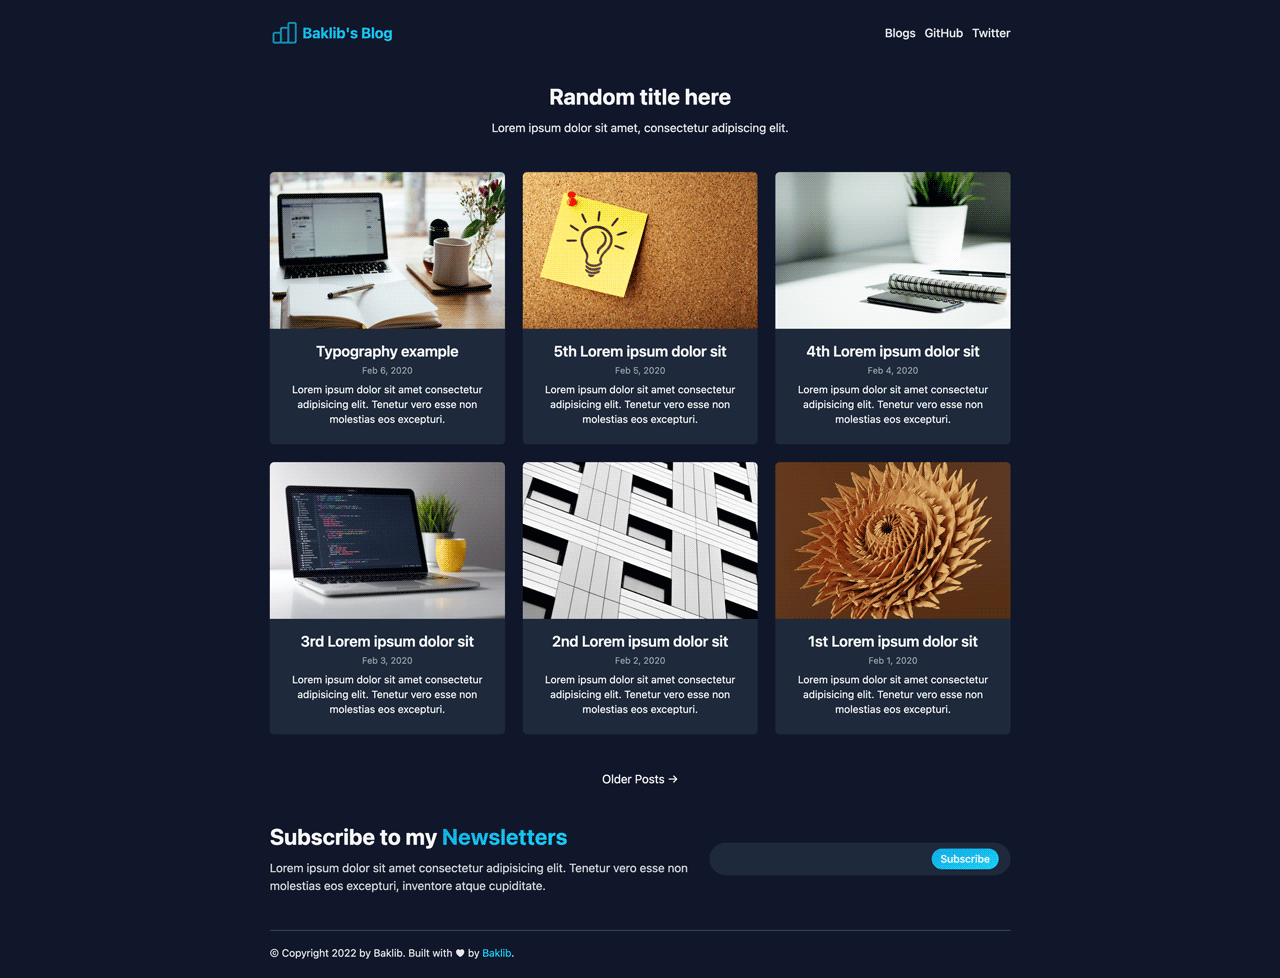 Baklib's Blog
Blogs GitHub Twitter
Random title here
Lorem ipsum dolor sit amet, consectetur adipiscing elit.
Typography example
Feb 6, 2020
Lorem ipsum dolor sit amet consectetur
adipisicing elit. Tenetur vero esse non
molestias eos excepturi.
5th Lorem ipsum dolor sit
Feb 5, 2020
Lorem ipsum dolor sit amet consectetur
adipisicing elit. Tenetur vero esse non
molestias eos excepturi.
4th Lorem ipsum dolor sit
Feb 4, 2020
Lorem ipsum dolor sit amet consectetur
adipisicing elit. Tenetur vero esse non
molestias eos excepturi.
3rd Lorem ipsum dolor sit
Feb 3, 2020
Lorem ipsum dolor sit amet consectetur
adipisicing elit. Tenetur vero esse non
molestias eos excepturi.
2nd Lorem ipsum dolor sit
Feb 2, 2020
Lorem ipsum dolor sit amet consectetur
adipisicing elit. Tenetur vero esse non
molestias eos excepturi.
1st Lorem ipsum dolor sit
Feb 1, 2020
Lorem ipsum dolor sit amet consectetur
adipisicing elit. Tenetur vero esse non
molestias eos excepturi.
Older Posts →
Subscribe to my Newsletters
Lorem ipsum dolor sit amet consectetur adipisicing elit. Tenetur vero esse non
molestias eos excepturi, inventore atque cupiditate.
Subscribe
© Copyright 2022 by Baklib. Built with ♥ by Baklib.